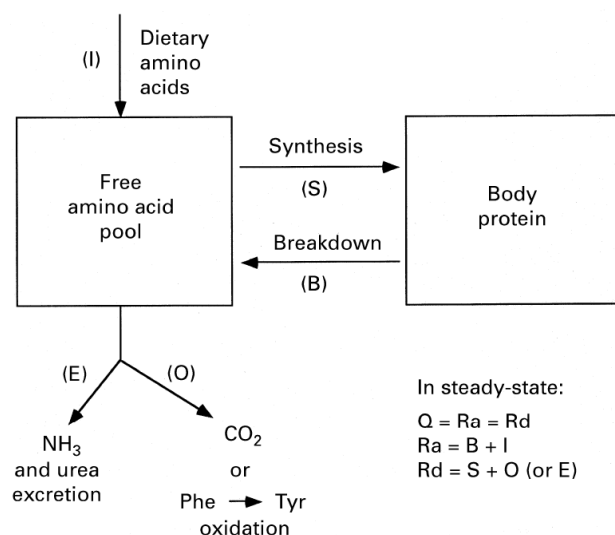 (I)
Dietary
amino
acids
Free
amino acid
pool
Synthesis
(S)
Breakdown
(B)
Body
protein
(E)
(O)
NH₃
and urea
excretion
CO₂
or
Phe → Tyr
oxidation
In steady-state:
Q = Ra = Rd
Ra = B + I
Rd = S + O (or E)